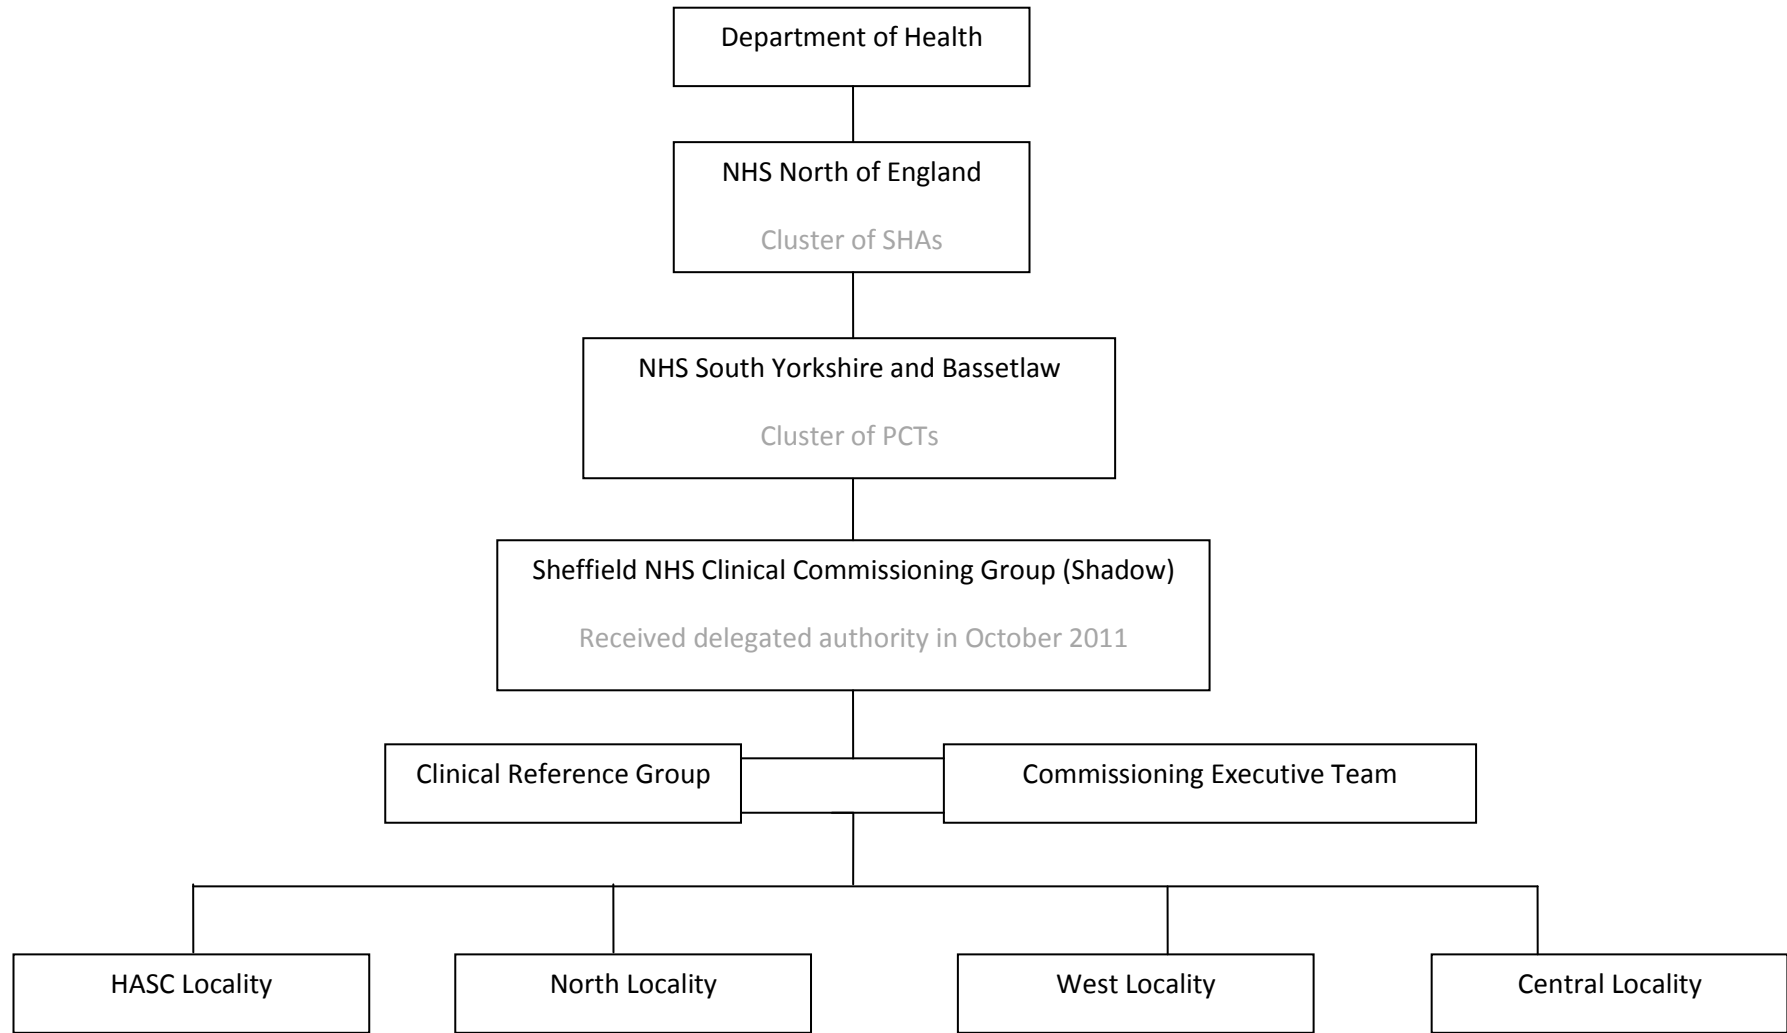 Department of Health
NHS North of England
Cluster of SHAs
NHS South Yorkshire and Bassetlaw
Cluster of PCTs
Sheffield NHS Clinical Commissioning Group (Shadow)
Received delegated authority in October 2011
Clinical Reference Group
Commissioning Executive Team
HASC Locality
North Locality
West Locality
Central Locality